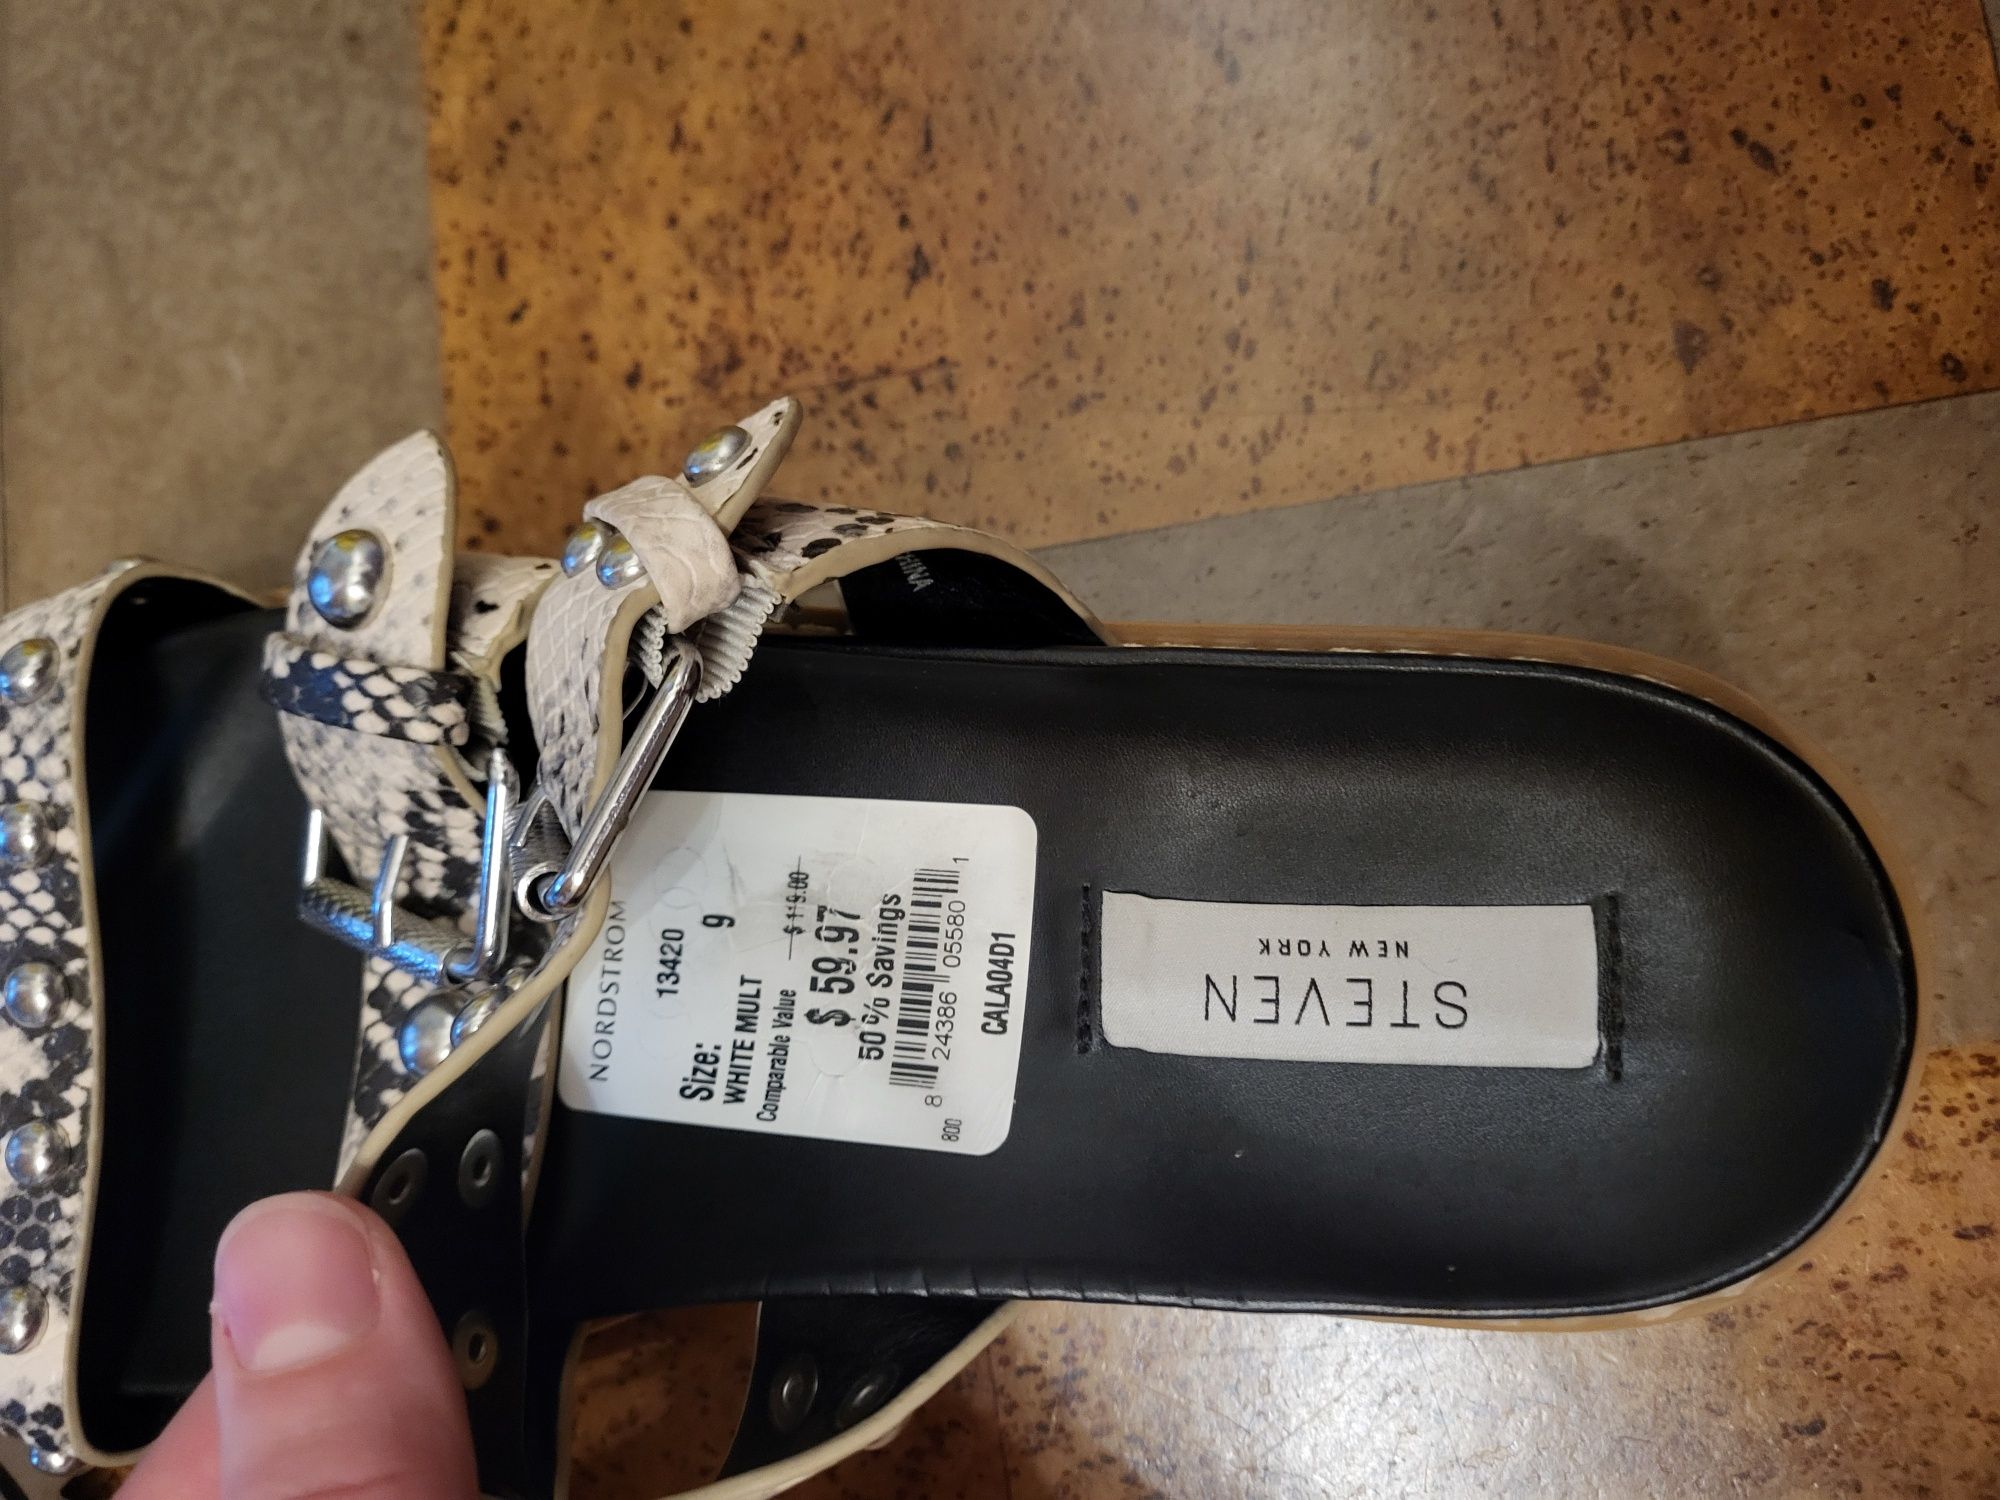 NORDSTROM
13420
Size: 9
WHITE MULT
Comparable Value $119.00
$ 59.97
50% Savings
8 24386 05580 1
800
CALA04D1
STEVEN
NEW YORK